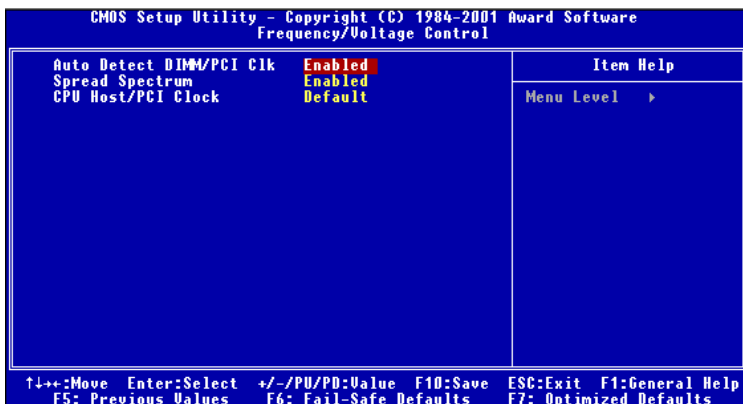 CMOS Setup Utility - Copyright (C) 1984-2001 Award Software
Frequency/Voltage Control
Auto Detect DIMM/PCI Clk Enabled
Spread Spectrum Enabled
CPU Host/PCI Clock Default
Item Help
Menu Level ▸
↑↓→←:Move Enter:Select +/-/PU/PD:Value F10:Save ESC:Exit F1:General Help
F5: Previous Values F6: Fail-Safe Defaults F7: Optimized Defaults